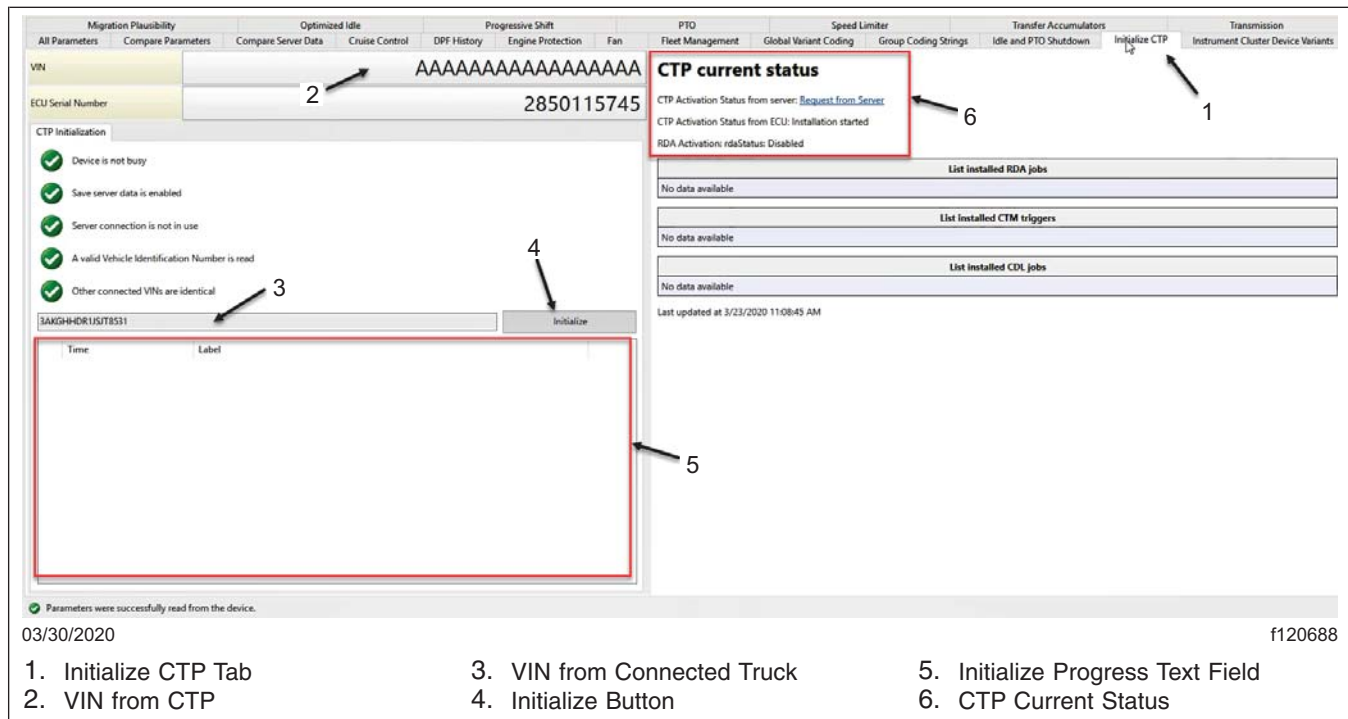 Migration Plausibility Optimized Idle Progressive Shift PTO Speed Limiter Transfer Accumulators Transmission
All Parameters Compare Parameters Compare Server Data Cruise Control DPF History Engine Protection Fan Fleet Management Global Variant Coding Group Coding Strings Idle and PTO Shutdown Initialize CTP Instrument Cluster Device Variants
VIN AAAAAAAAAAAAAAAAA
2
ECU Serial Number 2850115745
CTP Initialization
Device is not busy
Save server data is enabled
Server connection is not in use
A valid Vehicle Identification Number is read
Other connected VINs are identical
3
4
3AKGHHDR1JSJT8531 Initialize
Time Label
5
Parameters were successfully read from the device.
CTP current status
CTP Activation Status from server: Request from Server
CTP Activation Status from ECU: Installation started
RDA Activation: rdaStatus: Disabled
6
1
List installed RDA jobs
No data available
List installed CTM triggers
No data available
List installed CDL jobs
No data available
Last updated at 3/23/2020 11:08:45 AM
03/30/2020 f120688
1. Initialize CTP Tab
2. VIN from CTP
3. VIN from Connected Truck
4. Initialize Button
5. Initialize Progress Text Field
6. CTP Current Status